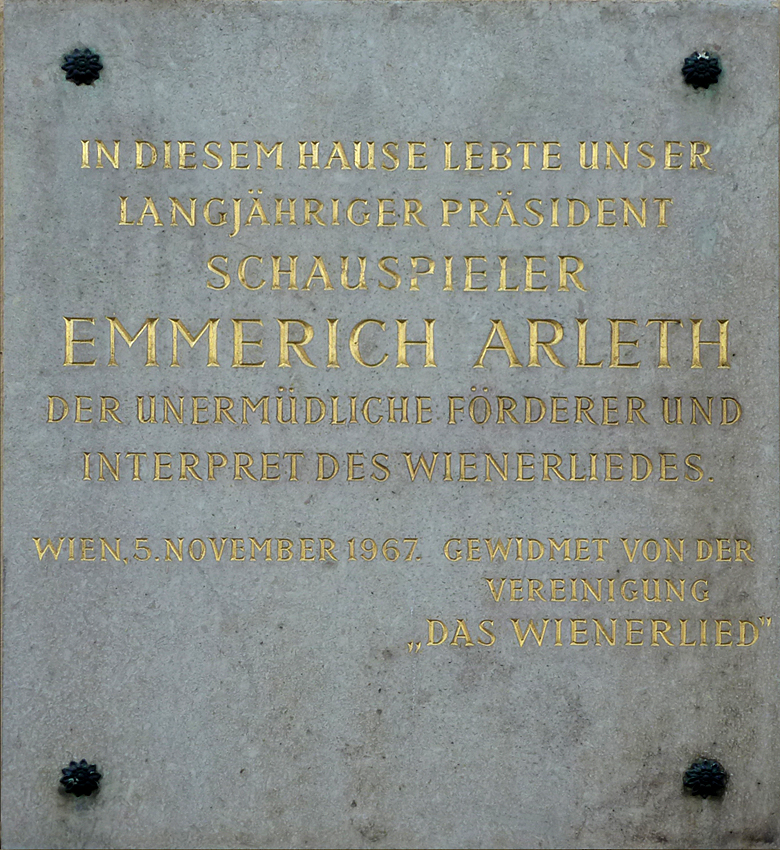 IN DIESEM HAUSE LEBTE UNSER
LANGJÄHRIGER PRÄSIDENT
SCHAUSPIELER
EMMERICH ARLETH
DER UNERMÜDLICHE FÖRDERER UND
INTERPRET DES WIENERLIEDES.
WIEN, 5. NOVEMBER 1967. GEWIDMET VON DER
VEREINIGUNG
„DAS WIENERLIED"